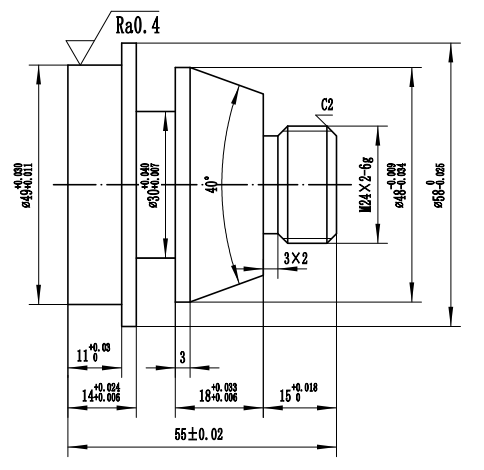 Ra0.4
C2
ø49 +0.030 +0.011
ø30 +0.040 +0.007
40°
M24×2-6g
ø48 -0.009 -0.034
ø58 0 -0.025
3×2
11 +0.03 0
3
14 +0.024 +0.006
18 +0.033 +0.006
15 +0.018 0
55±0.02